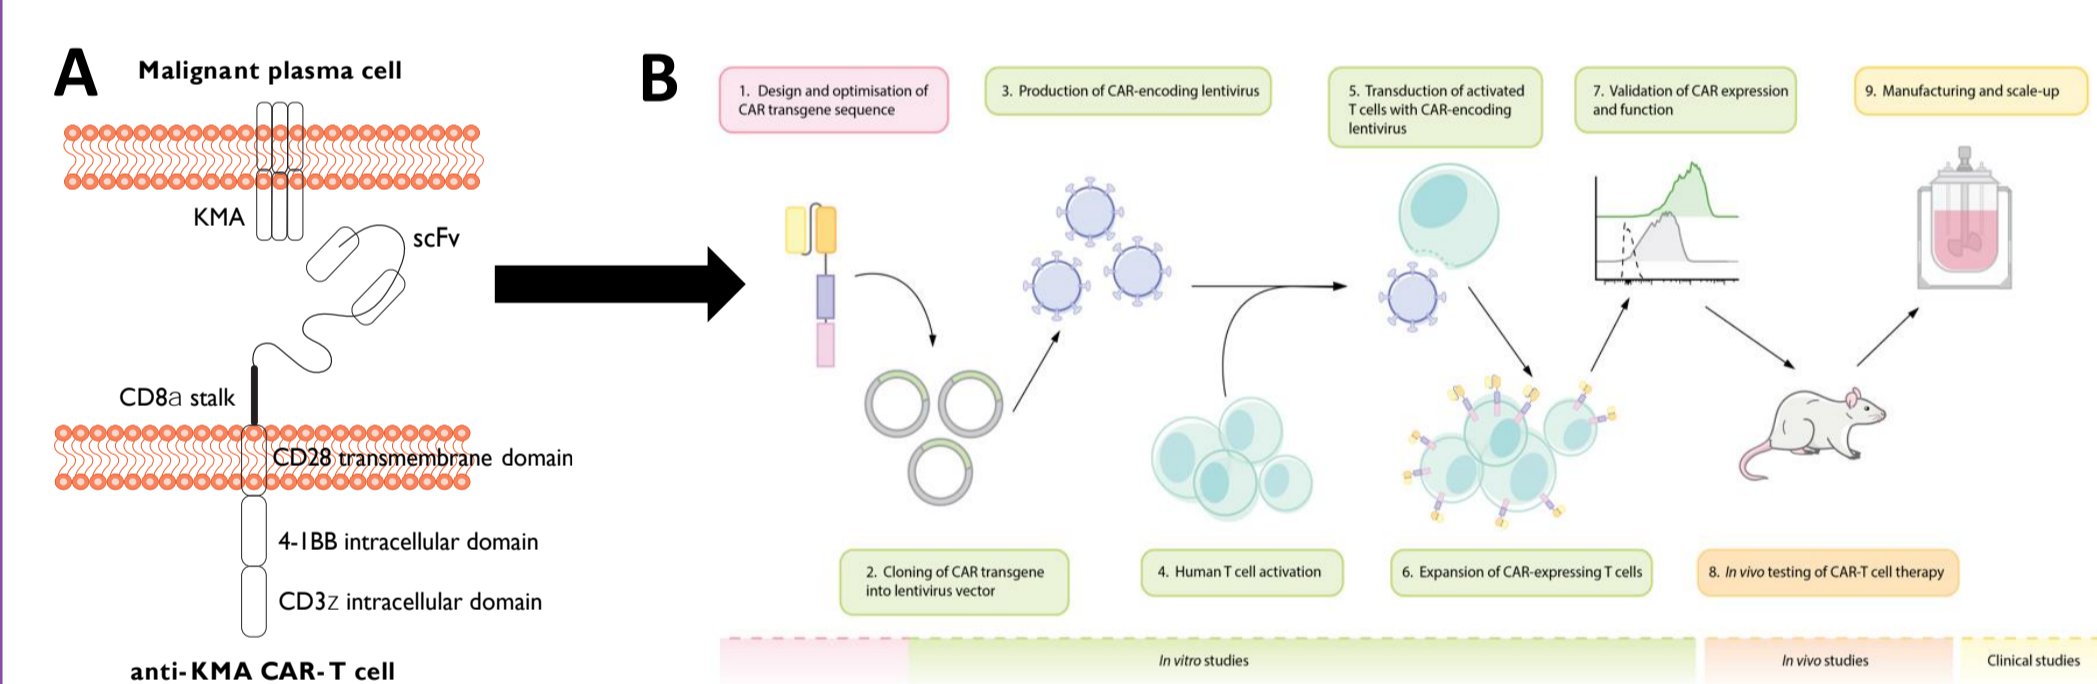 A
Malignant plasma cell
KMA
scFv
CD8a stalk
CD28 transmembrane domain
4-1BB intracellular domain
CD3z intracellular domain
anti-KMA CAR-T cell
B
1. Design and optimisation of
CAR transgene sequence
3. Production of CAR-encoding lentivirus
5. Transduction of activated
T cells with CAR-encoding
lentivirus
7. Validation of CAR expression
and function
9. Manufacturing and scale-up
2. Cloning of CAR transgene
into lentivirus vector
4. Human T cell activation
6. Expansion of CAR-expressing T cells
8. In vivo testing of CAR-T cell therapy
In vitro studies
In vivo studies
Clinical studies